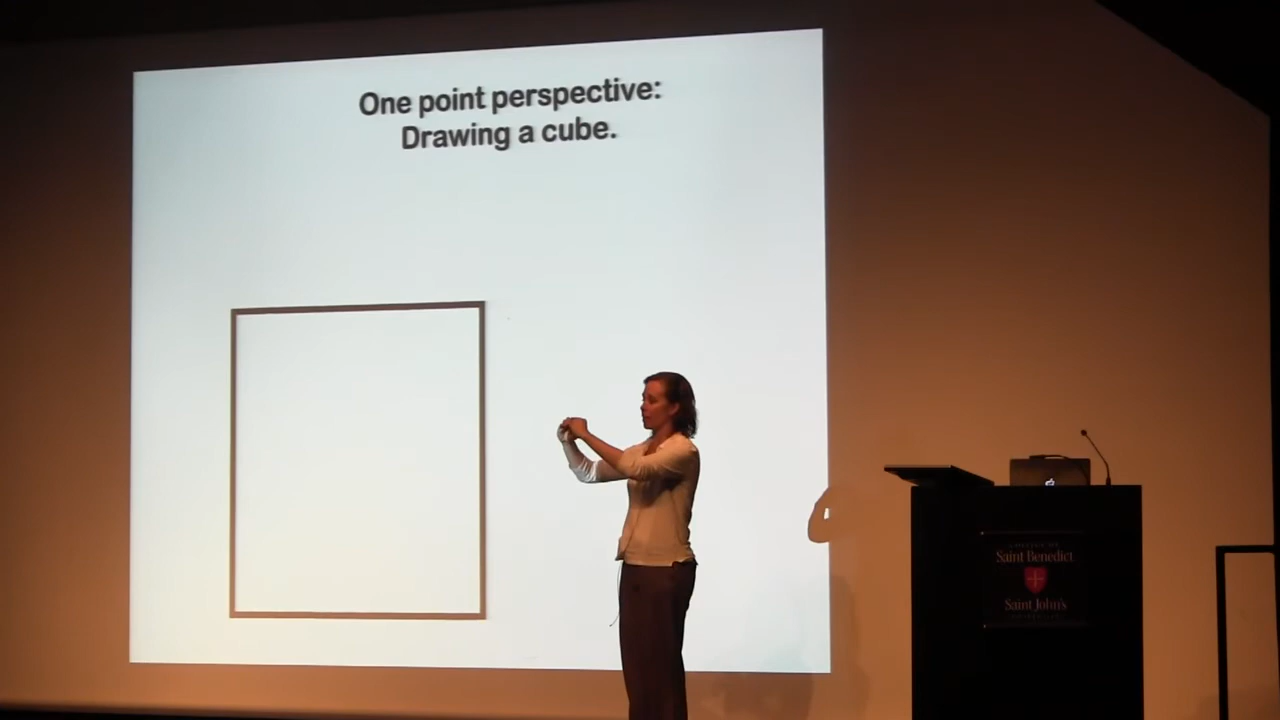 One point perspective:
Drawing a cube.
Saint Benedict
Saint John's